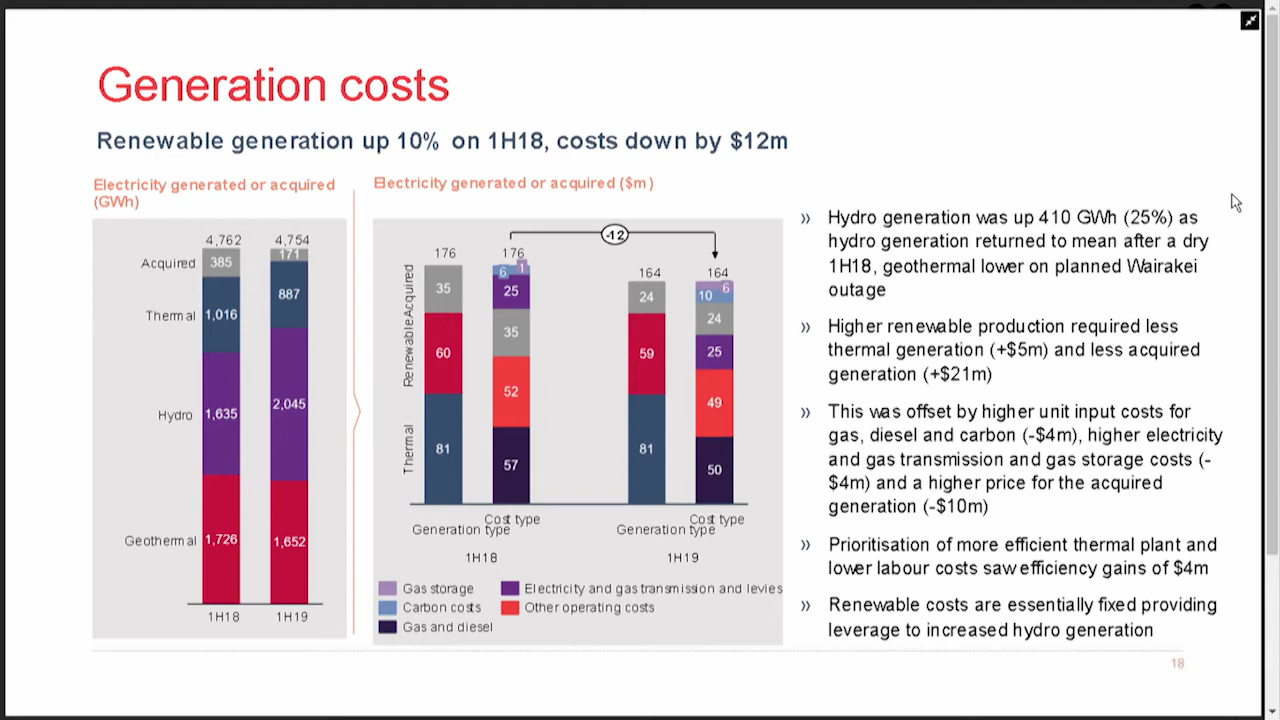 Generation costs
Renewable generation up 10% on 1H18, costs down by $12m
Electricity generated or acquired
(GWh)
4,762
4,754
Acquired
385
171
Thermal
1,016
887
Hydro
1,635
2,045
Geothermal
1,726
1,652
1H18
1H19
Electricity generated or acquired ($m)
-12
176
176
164
164
Acquired
Renewable
Thermal
35
60
81
6
1
25
35
52
57
24
59
81
6
10
24
25
49
50
Cost type
Generation type
Cost type
Generation type
1H18
1H19
Gas storage
Electricity and gas transmission and levies
Carbon costs
Other operating costs
Gas and diesel
» Hydro generation was up 410 GWh (25%) as
hydro generation returned to mean after a dry
1H18, geothermal lower on planned Wairakei
outage
» Higher renewable production required less
thermal generation (+$5m) and less acquired
generation (+$21m)
» This was offset by higher unit input costs for
gas, diesel and carbon (-$4m), higher electricity
and gas transmission and gas storage costs (-
$4m) and a higher price for the acquired
generation (-$10m)
» Prioritisation of more efficient thermal plant and
lower labour costs saw efficiency gains of $4m
» Renewable costs are essentially fixed providing
leverage to increased hydro generation
18